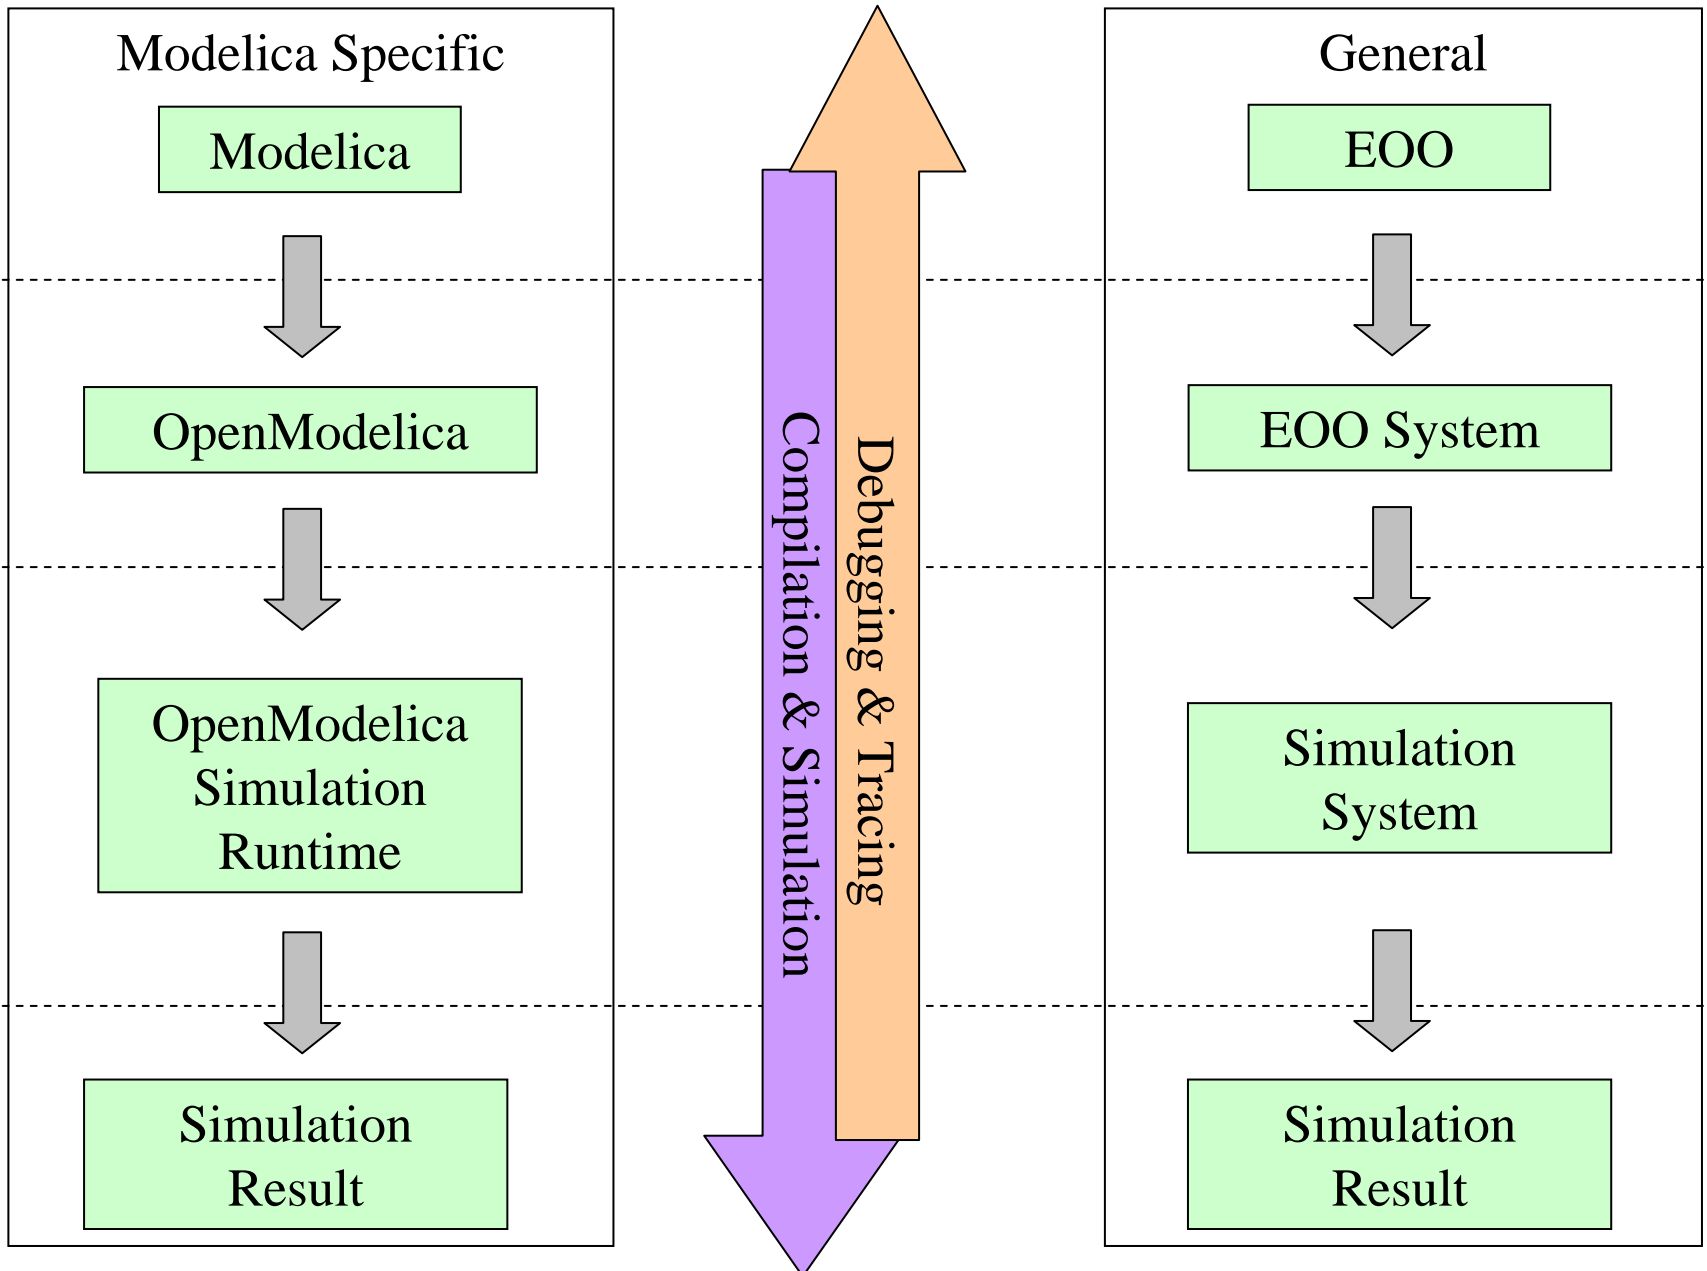 Modelica Specific
Modelica
OpenModelica
OpenModelica
Simulation
Runtime
Simulation
Result
Compilation & Simulation
Debugging & Tracing
General
EOO
EOO System
Simulation
System
Simulation
Result